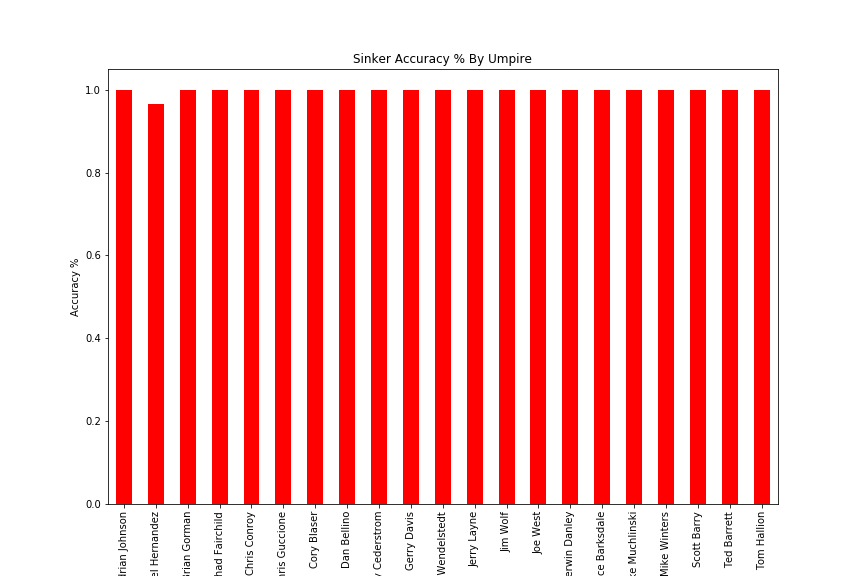 Sinker Accuracy % By Umpire
Accuracy %
1.0
0.8
0.6
0.4
0.2
0.0
drian Johnson
el Hernandez
Brian Gorman
had Fairchild
Chris Conroy
ris Guccione
Cory Blaser
Dan Bellino
y Cederstrom
Gerry Davis
Wendelstedt
Jerry Layne
Jim Wolf
Joe West
erwin Danley
ce Barksdale
ke Muchlinski
Mike Winters
Scott Barry
Ted Barrett
Tom Hallion